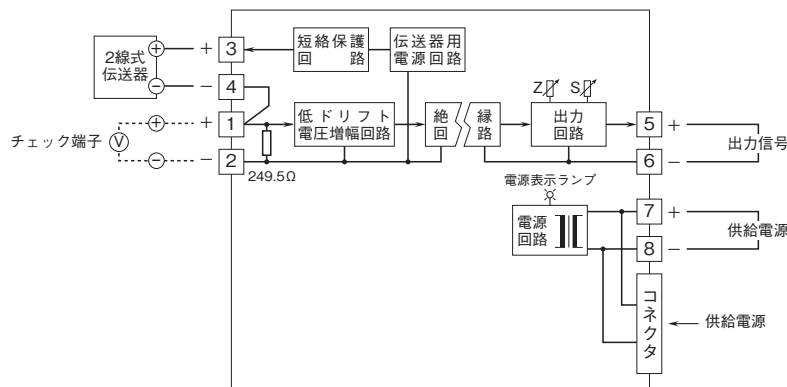 2線式
伝送器
+
−
+
3
−
4
短絡保護
回 路
伝送器用
電源回路
チェック端子
V
+
−
+
1
−
2
249.5Ω
低ドリフト
電圧増幅回路
絶 縁
回 路
Z
S
出力
回路
5
+
6
−
出力信号
電源表示ランプ
電源
回路
7
+
8
−
供給電源
コネクタ
供給電源